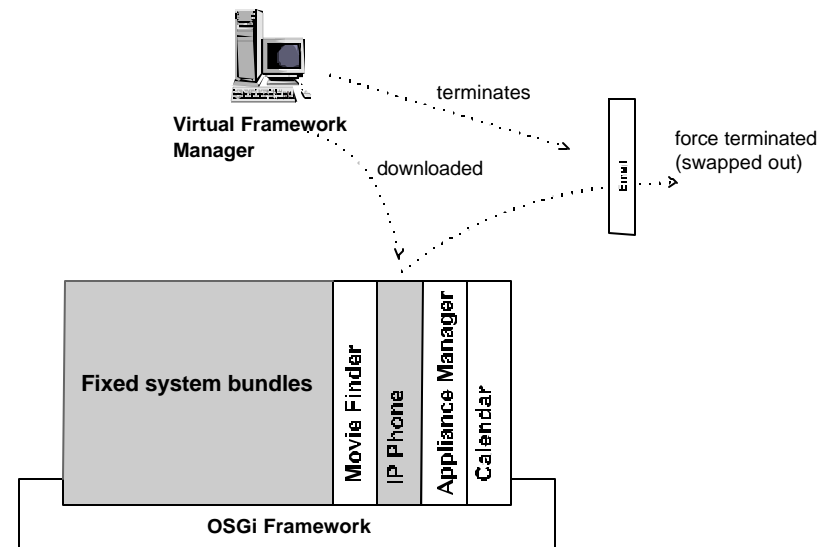 terminates
Virtual Framework
Manager
force terminated
(swapped out)
downloaded
Email
Fixed system bundles
Movie Finder
IP Phone
Appliance Manager
Calendar
OSGi Framework